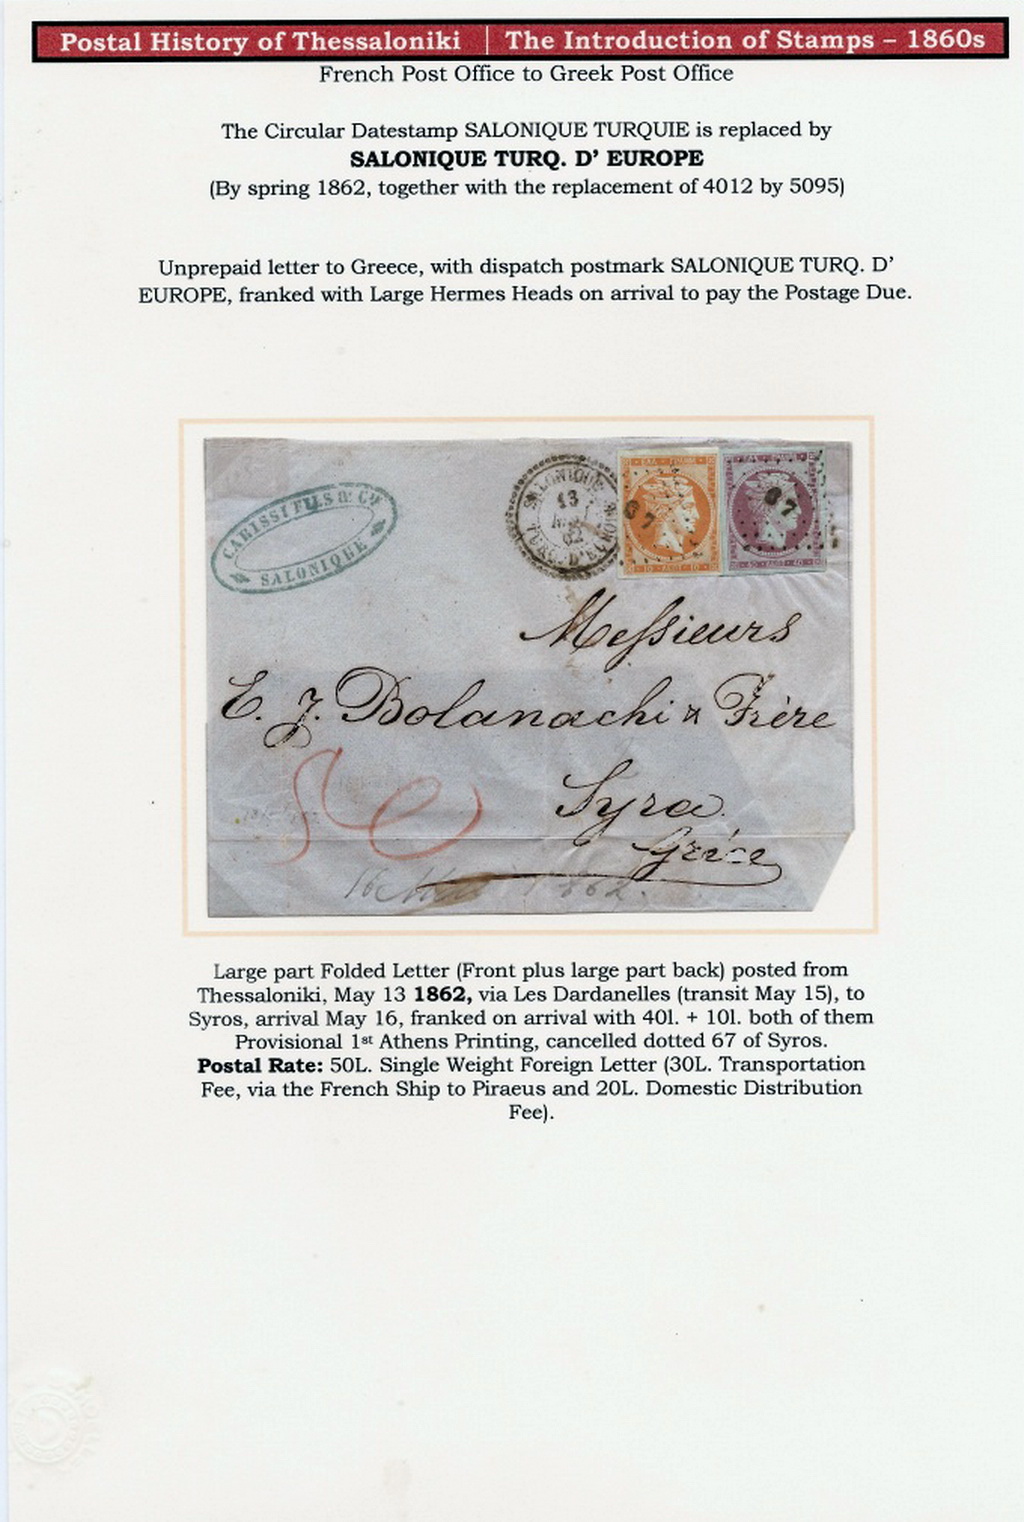 Postal History of Thessaloniki | The Introduction of Stamps – 1860s
French Post Office to Greek Post Office
The Circular Datestamp SALONIQUE TURQUIE is replaced by
SALONIQUE TURQ. D' EUROPE
(By spring 1862, together with the replacement of 4012 by 5095)
Unprepaid letter to Greece, with dispatch postmark SALONIQUE TURQ. D'
EUROPE, franked with Large Hermes Heads on arrival to pay the Postage Due.
CARISSI FILS & Co
SALONIQUE
SALONIQUE
13
MAI
62
TURQ. D'EUROPE
67
67
Messieurs
E. J. Bolanachi & Frère
Syra
Grèce
1862.
Large part Folded Letter (Front plus large part back) posted from
Thessaloniki, May 13 1862, via Les Dardanelles (transit May 15), to
Syros, arrival May 16, franked on arrival with 40l. + 10l. both of them
Provisional 1st Athens Printing, cancelled dotted 67 of Syros.
Postal Rate: 50L. Single Weight Foreign Letter (30L. Transportation
Fee, via the French Ship to Piraeus and 20L. Domestic Distribution
Fee).